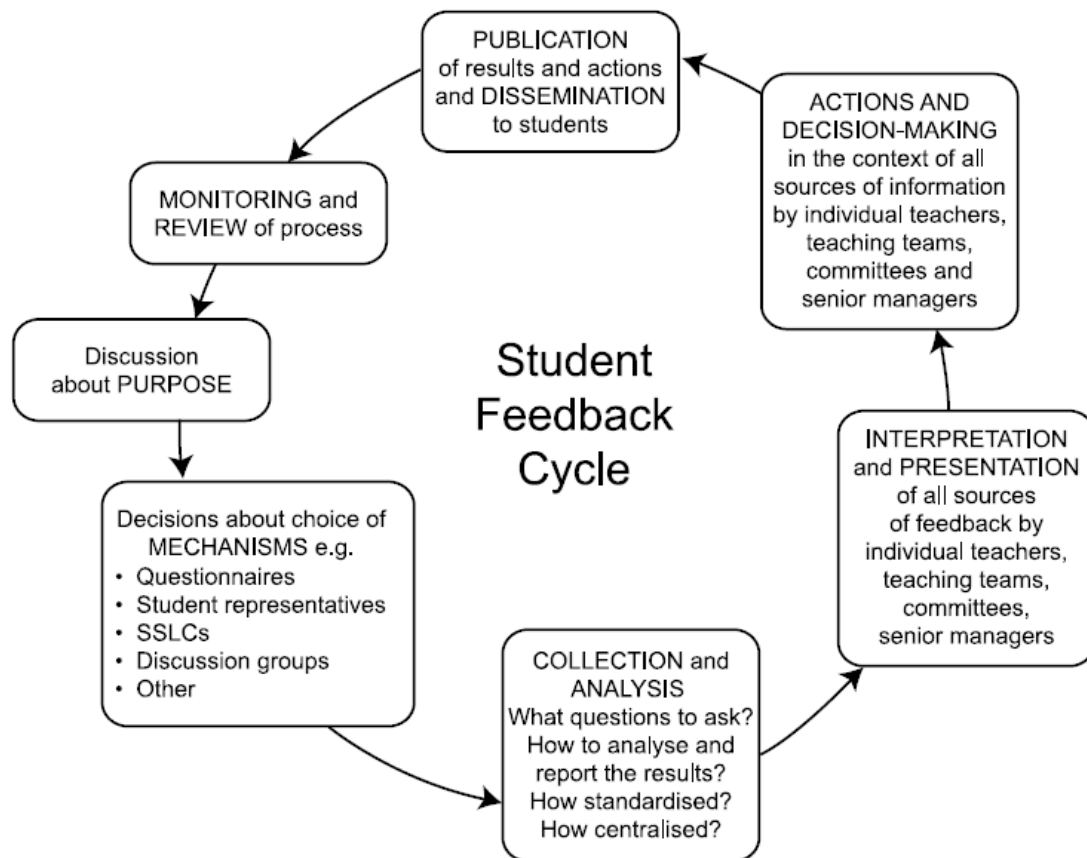 PUBLICATION
of results and actions
and DISSEMINATION
to students
ACTIONS AND
DECISION-MAKING
in the context of all
sources of information
by individual teachers,
teaching teams,
committees and
senior managers
MONITORING and
REVIEW of process
Discussion
about PURPOSE
Student
Feedback
Cycle
INTERPRETATION
and PRESENTATION
of all sources
of feedback by
individual teachers,
teaching teams,
committees,
senior managers
Decisions about choice of
MECHANISMS e.g.
• Questionnaires
• Student representatives
• SSLCs
• Discussion groups
• Other
COLLECTION and
ANALYSIS
What questions to ask?
How to analyse and
report the results?
How standardised?
How centralised?